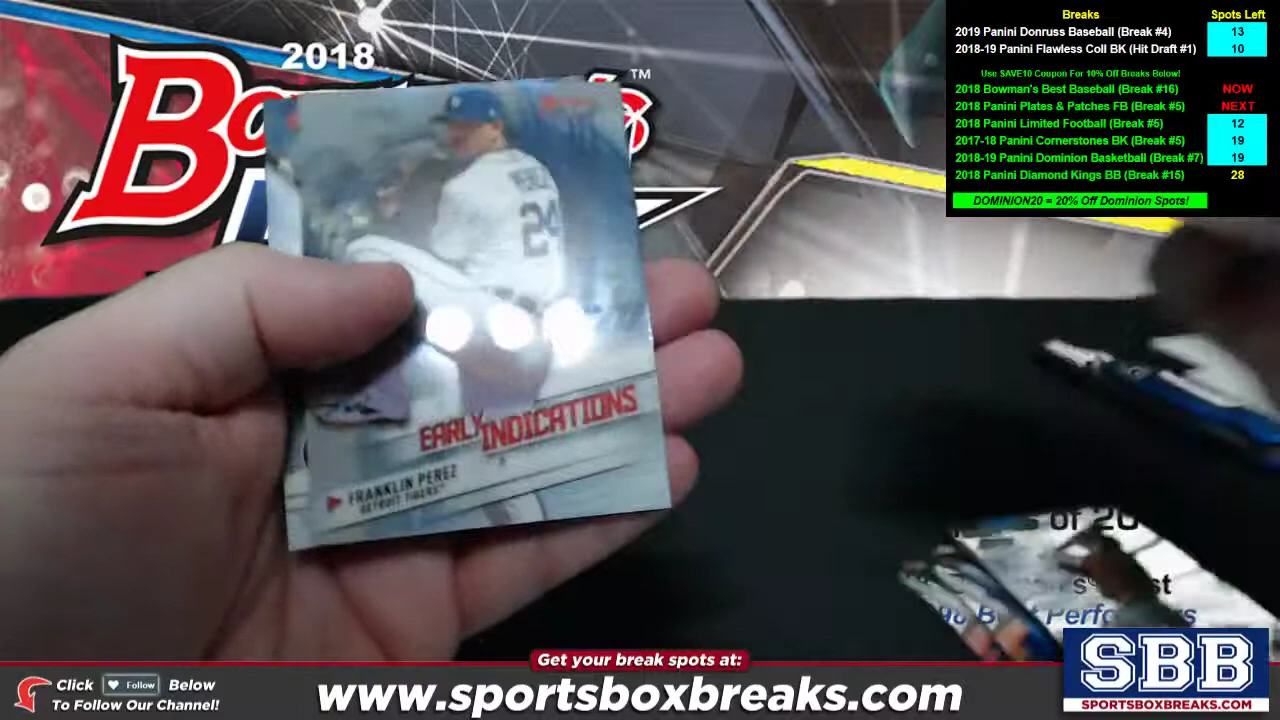 Breaks Spots Left
2019 Panini Donruss Baseball (Break #4) 13
2018-19 Panini Flawless Coll BK (Hit Draft #1) 10
Use SAVE10 Coupon For 10% Off Breaks Below!
2018 Bowman's Best Baseball (Break #16) NOW
2018 Panini Plates & Patches FB (Break #5) NEXT
2018 Panini Limited Football (Break #5) 12
2017-18 Panini Cornerstones BK (Break #5) 19
2018-19 Panini Dominion Basketball (Break #7) 19
2018 Panini Diamond Kings BB (Break #15) 28
DOMINION20 = 20% Off Dominion Spots!
2018
TM
24
EARLY INDICATIONS
FRANKLIN PEREZ
DETROIT TIGERS
of 20
st
SBB
SPORTSBOXBREAKS.COM
Get your break spots at:
www.sportsboxbreaks.com
Click Follow Below
To Follow Our Channel!